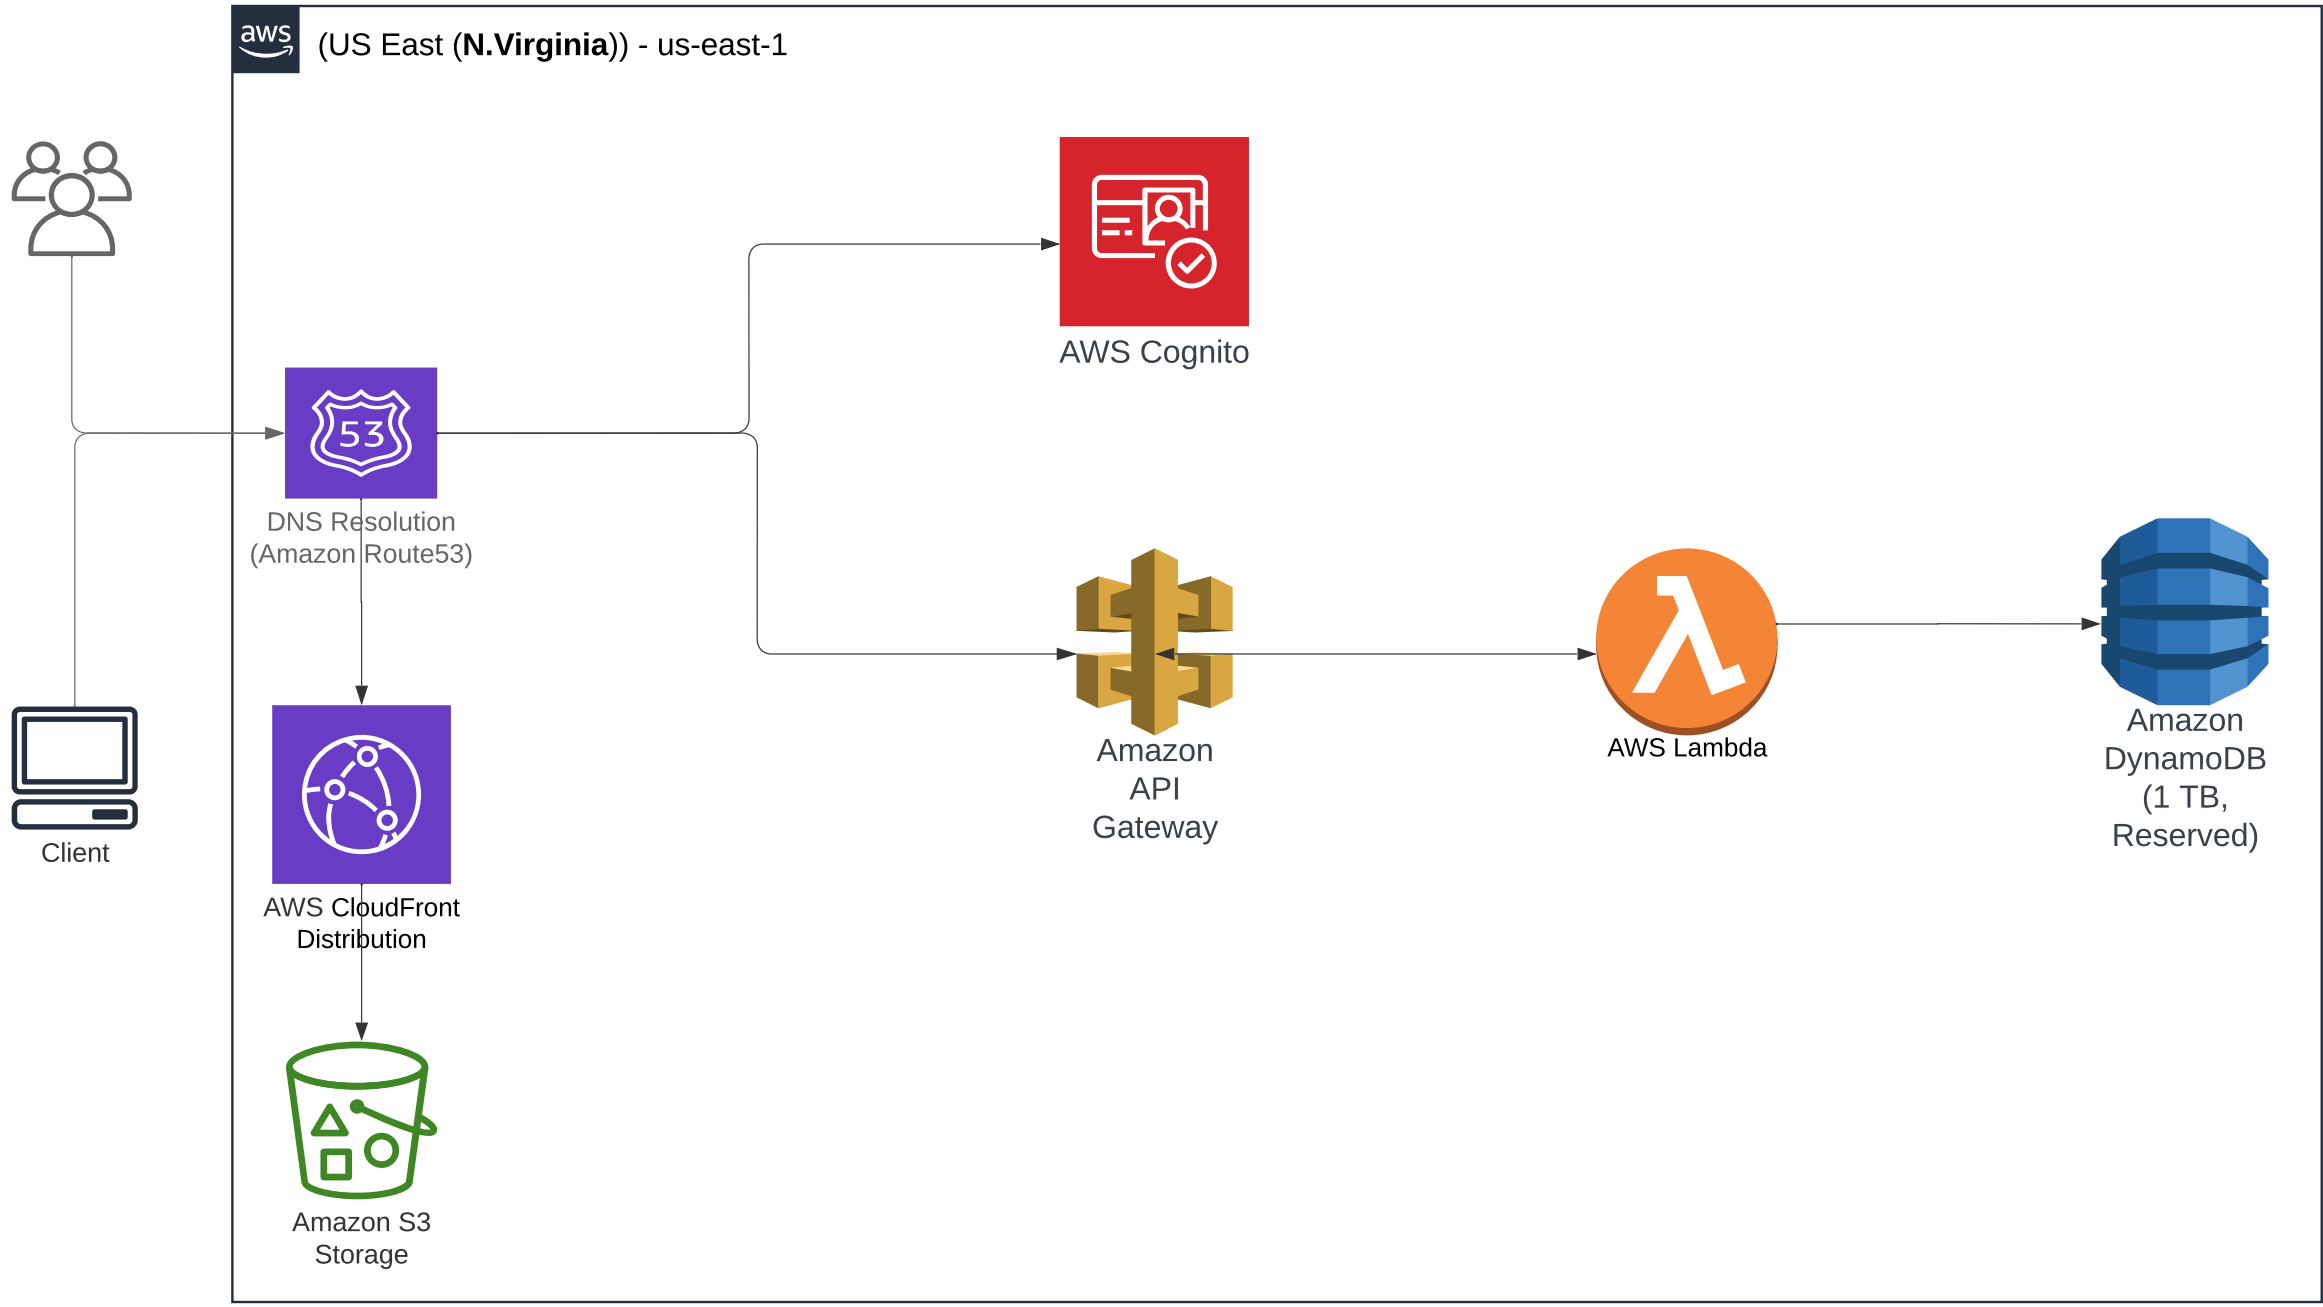 aws
(US East (N.Virginia)) - us-east-1
AWS Cognito
53
DNS Resolution
(Amazon Route53)
Amazon
API
Gateway
AWS Lambda
Amazon
DynamoDB
(1 TB,
Reserved)
Client
AWS CloudFront
Distribution
Amazon S3
Storage